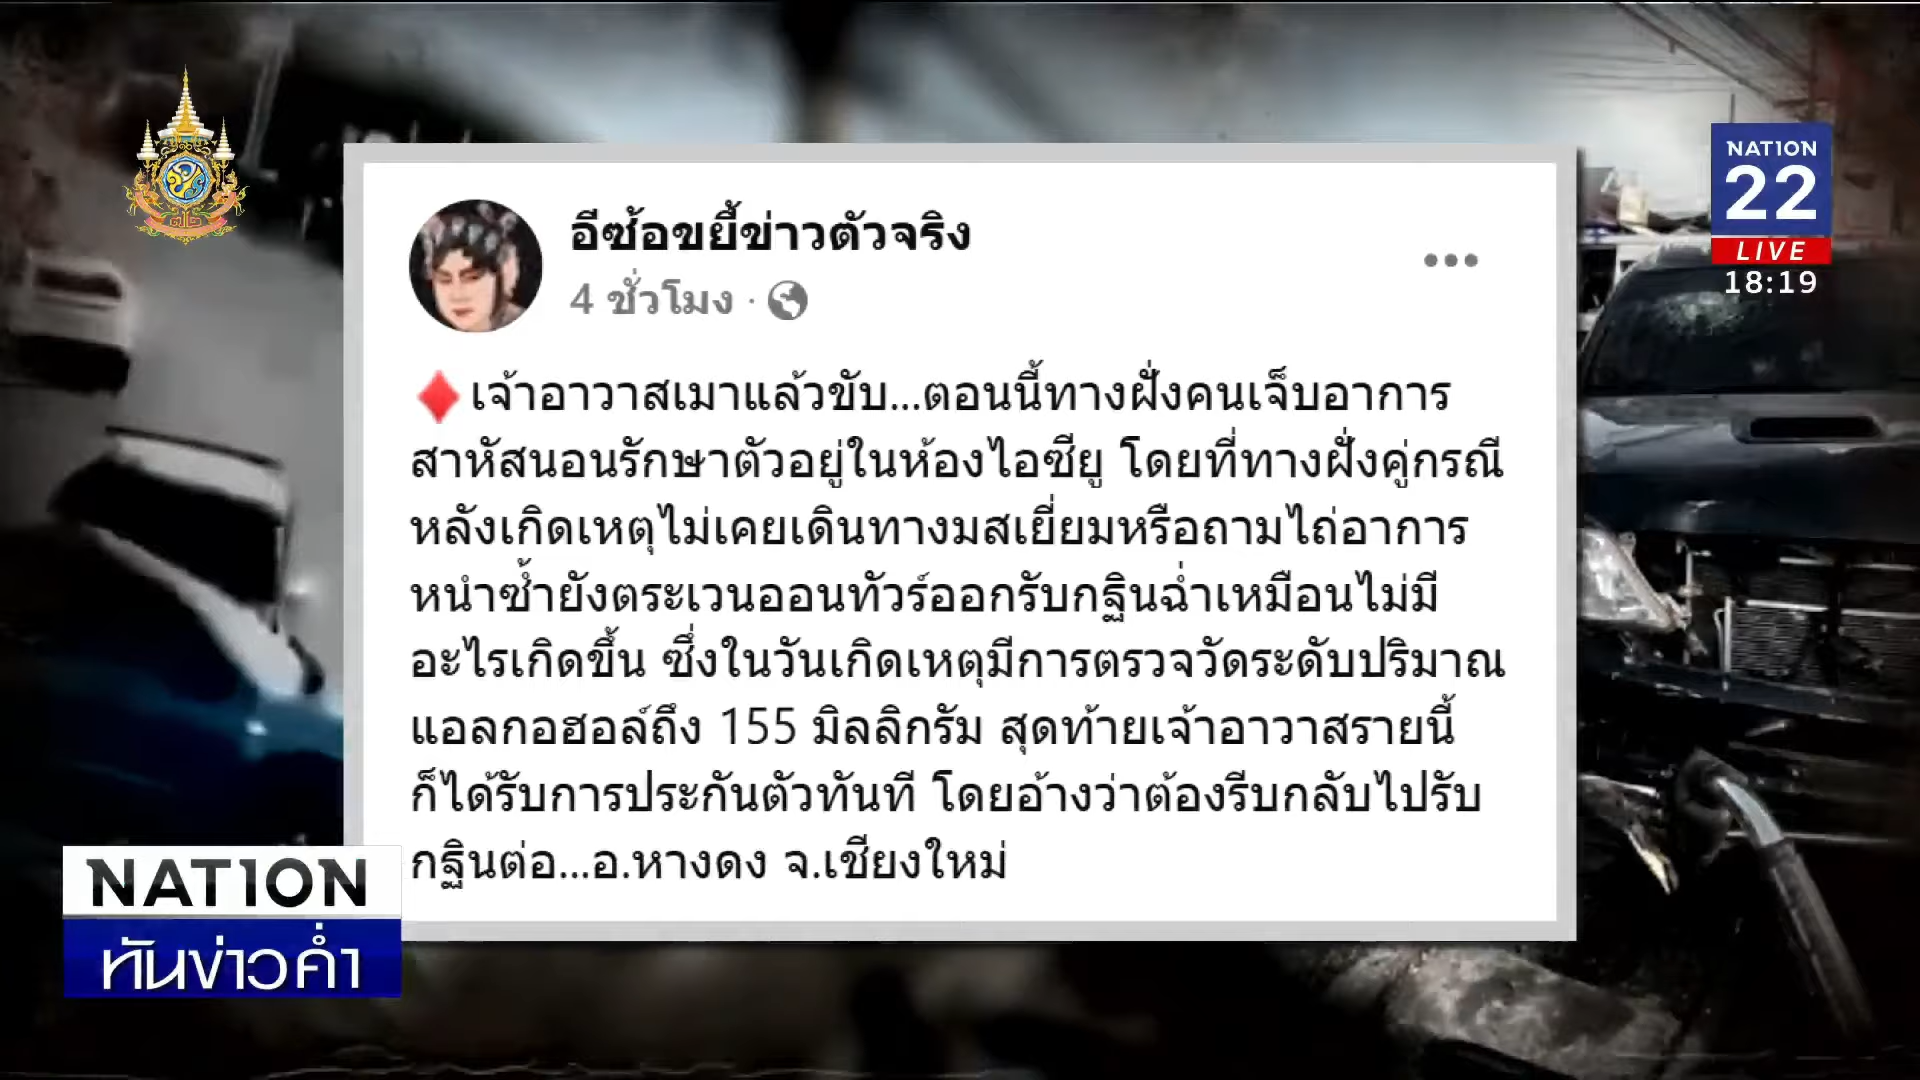 NATION
22
LIVE
18:19
อีซ้อขยี้ข่าวตัวจริง
4 ชั่วโมง ·
♦เจ้าอาวาสเมาแล้วขับ...ตอนนี้ทางฝั่งคนเจ็บอาการ
สาหัสนอนรักษาตัวอยู่ในห้องไอซียู โดยที่ทางฝั่งคู่กรณี
หลังเกิดเหตุไม่เคยเดินทางมสเยี่ยมหรือถามไถ่อาการ
หนำซ้ำยังตระเวนออนทัวร์ออกรับกฐินฉ่ำเหมือนไม่มี
อะไรเกิดขึ้น ซึ่งในวันเกิดเหตุมีการตรวจวัดระดับปริมาณ
แอลกอฮอล์ถึง 155 มิลลิกรัม สุดท้ายเจ้าอาวาสรายนี้
ก็ได้รับการประกันตัวทันที โดยอ้างว่าต้องรีบกลับไปรับ
กฐินต่อ...อ.หางดง จ.เชียงใหม่
NATION
ทันข่าวค่ำ